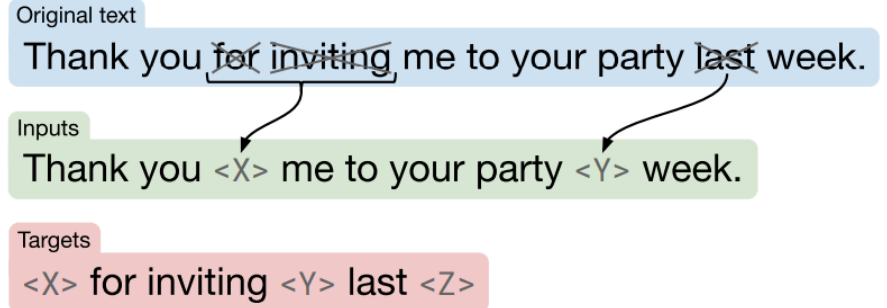 Original text
Thank you for inviting me to your party last week.
Inputs
Thank you <X> me to your party <Y> week.
Targets
<X> for inviting <Y> last <Z>